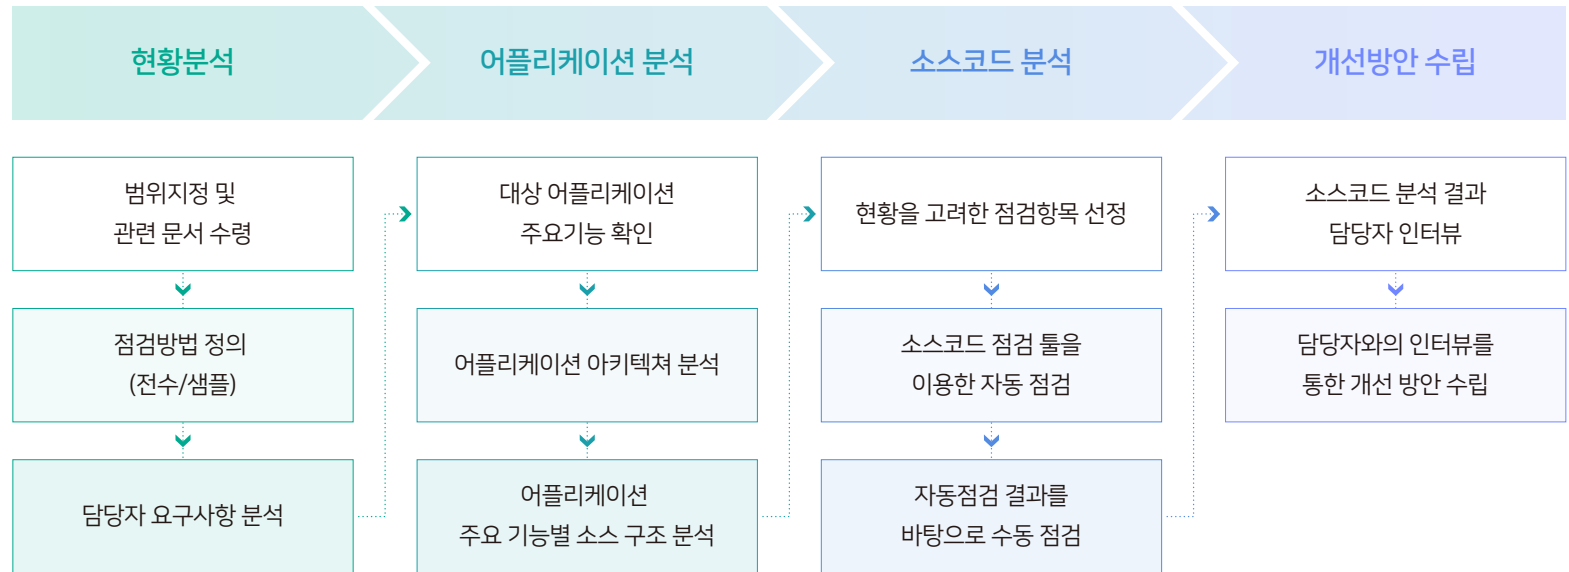 현황분석
어플리케이션 분석
소스코드 분석
개선방안 수립
범위지정 및
관련 문서 수령
점검방법 정의
(전수/샘플)
담당자 요구사항 분석
대상 어플리케이션
주요기능 확인
어플리케이션 아키텍쳐 분석
어플리케이션
주요 기능별 소스 구조 분석
현황을 고려한 점검항목 선정
소스코드 점검 툴을
이용한 자동 점검
자동점검 결과를
바탕으로 수동 점검
소스코드 분석 결과
담당자 인터뷰
담당자와의 인터뷰를
통한 개선 방안 수립